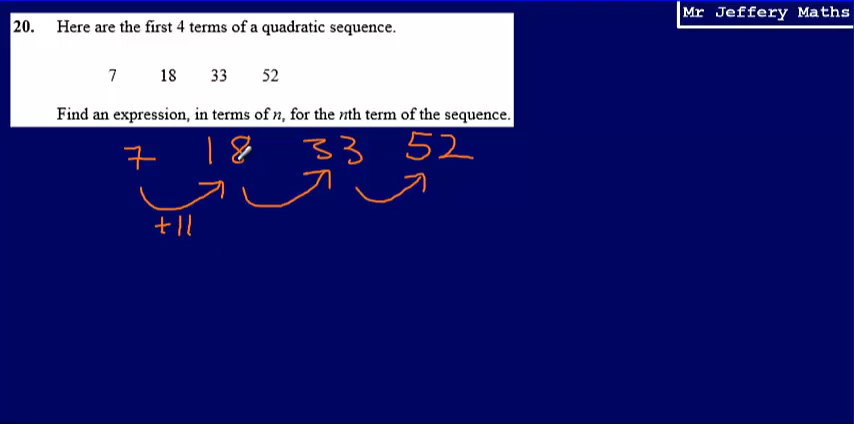 Mr Jeffery Maths
20. Here are the first 4 terms of a quadratic sequence.
7 18 33 52
Find an expression, in terms of n, for the nth term of the sequence.
7 18 33 52
+11